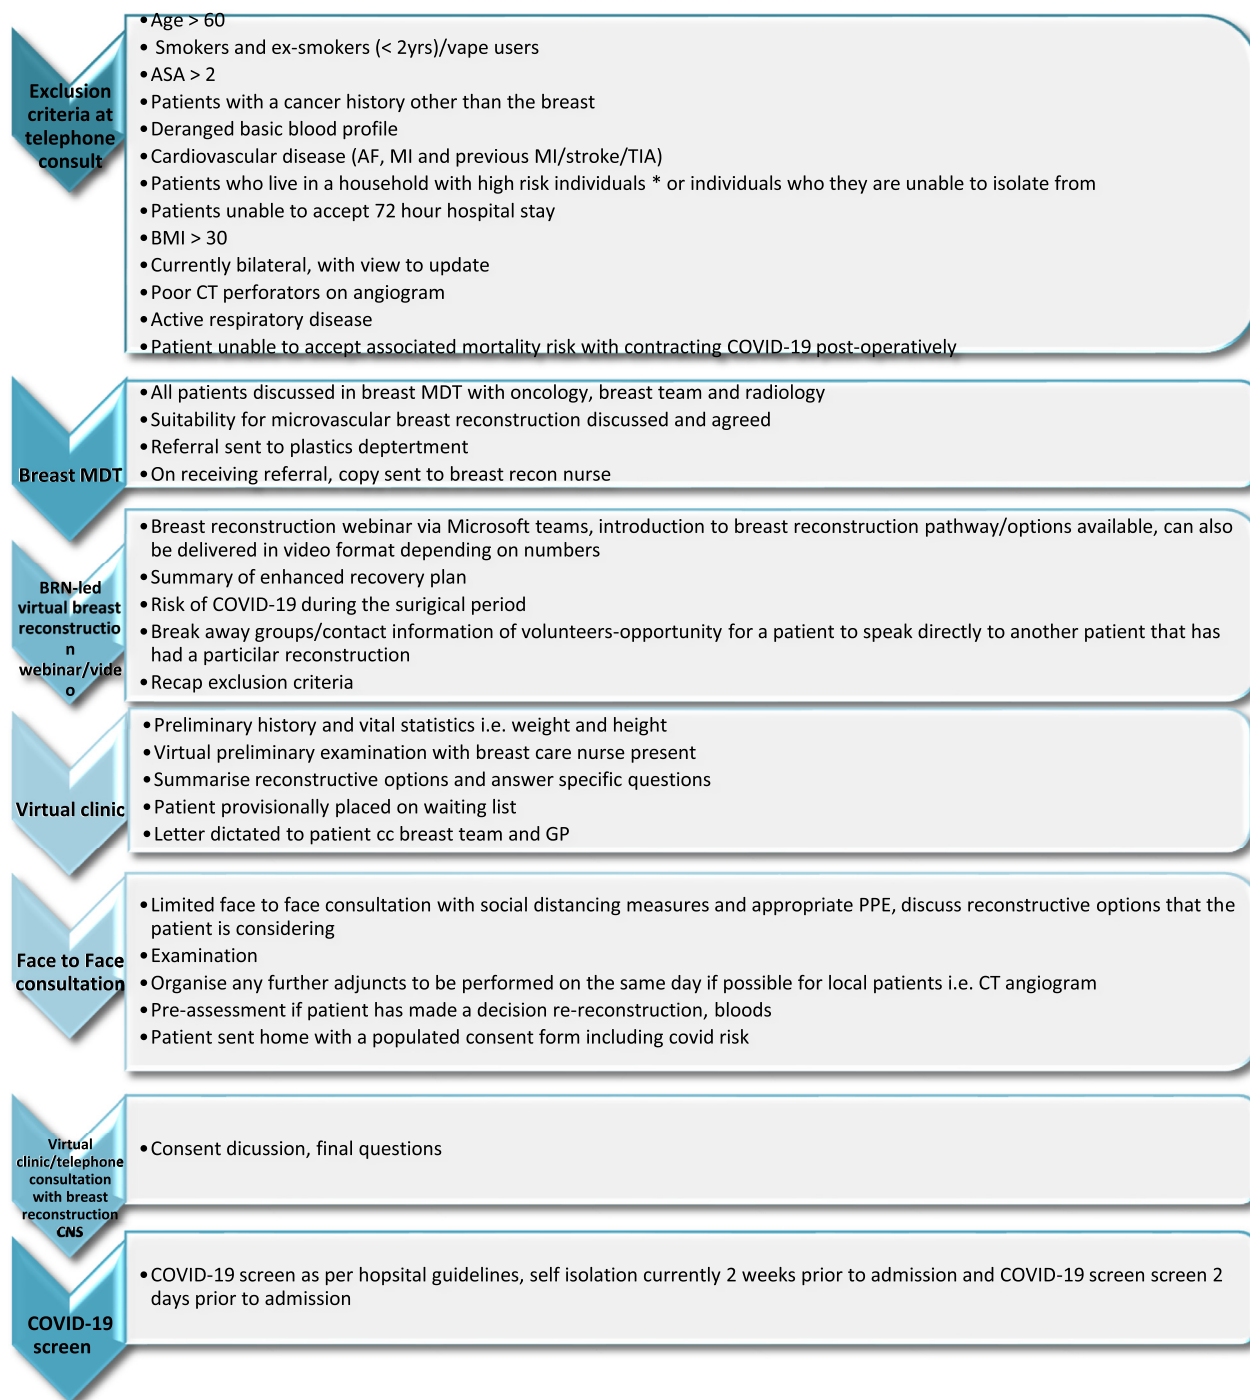 Exclusion
criteria at
telephone
consult
•Age > 60
• Smokers and ex-smokers (< 2yrs)/vape users
•ASA > 2
•Patients with a cancer history other than the breast
•Deranged basic blood profile
•Cardiovascular disease (AF, MI and previous MI/stroke/TIA)
•Patients who live in a household with high risk individuals * or individuals who they are unable to isolate from
•Patients unable to accept 72 hour hospital stay
•BMI > 30
•Currently bilateral, with view to update
•Poor CT perforators on angiogram
•Active respiratory disease
•Patient unable to accept associated mortality risk with contracting COVID-19 post-operatively
Breast MDT
•All patients discussed in breast MDT with oncology, breast team and radiology
•Suitability for microvascular breast reconstruction discussed and agreed
•Referral sent to plastics deptertment
•On receiving referral, copy sent to breast recon nurse
BRN-led
virtual breast
reconstructio
n
webinar/vide
o
•Breast reconstruction webinar via Microsoft teams, introduction to breast reconstruction pathway/options available, can also
be delivered in video format depending on numbers
•Summary of enhanced recovery plan
•Risk of COVID-19 during the surigical period
•Break away groups/contact information of volunteers-opportunity for a patient to speak directly to another patient that has
had a particilar reconstruction
•Recap exclusion criteria
Virtual clinic
•Preliminary history and vital statistics i.e. weight and height
•Virtual preliminary examination with breast care nurse present
•Summarise reconstructive options and answer specific questions
•Patient provisionally placed on waiting list
•Letter dictated to patient cc breast team and GP
Face to Face
consultation
•Limited face to face consultation with social distancing measures and appropriate PPE, discuss reconstructive options that the
patient is considering
•Examination
•Organise any further adjuncts to be performed on the same day if possible for local patients i.e. CT angiogram
•Pre-assessment if patient has made a decision re-reconstruction, bloods
•Patient sent home with a populated consent form including covid risk
Virtual
clinic/telephone
consultation
with breast
reconstruction
CNS
•Consent dicussion, final questions
COVID-19
screen
•COVID-19 screen as per hopsital guidelines, self isolation currently 2 weeks prior to admission and COVID-19 screen screen 2
days prior to admission